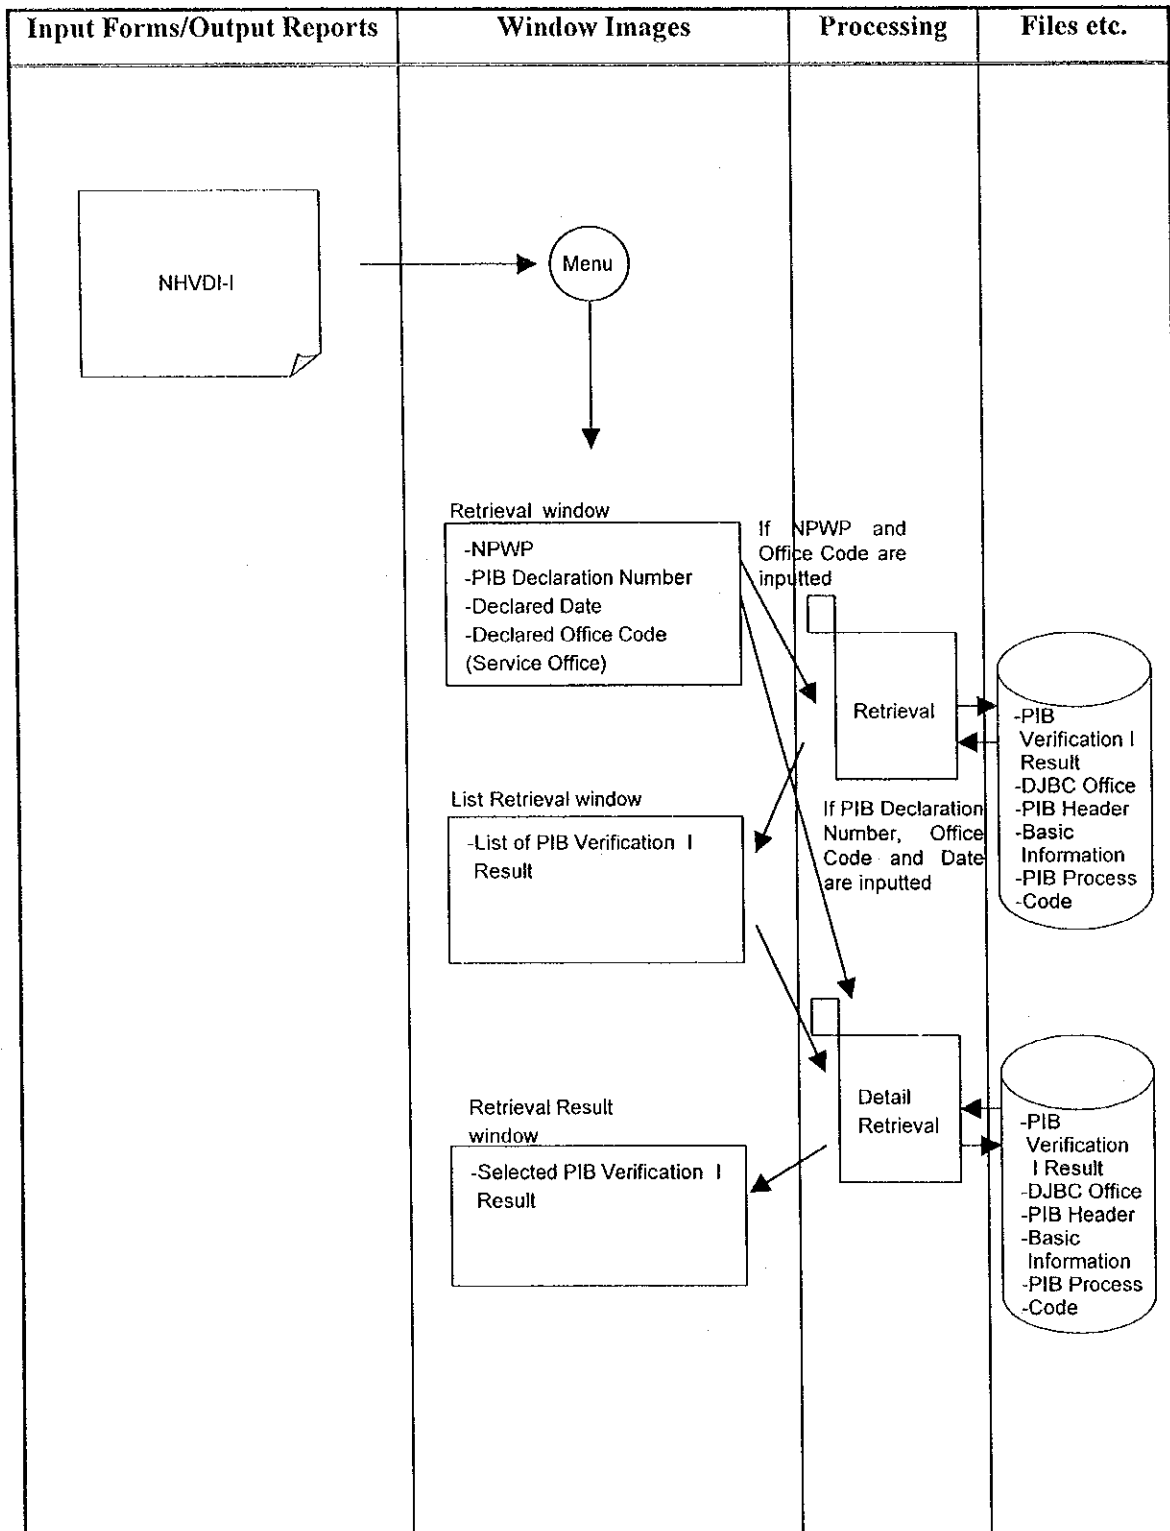 Input Forms/Output Reports
Window Images
Processing
Files etc.
NHVDI-I
Menu
Retrieval window
-NPWP
-PIB Declaration Number
-Declared Date
-Declared Office Code
(Service Office)
If NPWP and
Office Code are
inputted
Retrieval
-PIB
Verification I
Result
-DJBC Office
-PIB Header
-Basic
Information
-PIB Process
-Code
List Retrieval window
-List of PIB Verification I
Result
If PIB Declaration
Number, Office
Code and Date
are inputted
Detail
Retrieval
-PIB
Verification
I Result
-DJBC Office
-PIB Header
-Basic
Information
-PIB Process
-Code
Retrieval Result
window
-Selected PIB Verification I
Result